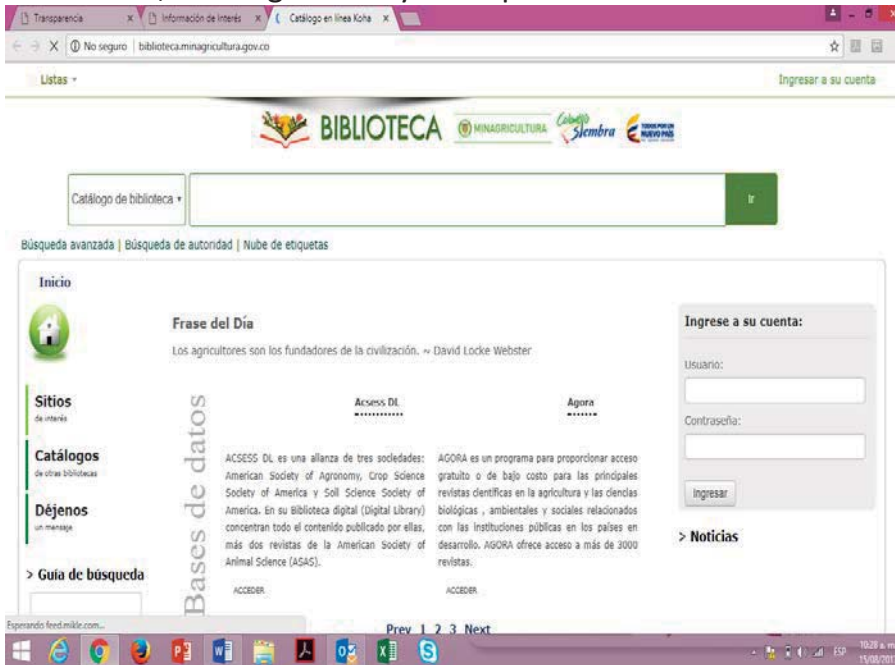 Transparencia
Información de Interés
Catálogo en línea Koha
No seguro | biblioteca.minagricultura.gov.co
Listas
Ingresar a su cuenta
BIBLIOTECA
MINAGRICULTURA
Siembra
TODOS POR UN
NUEVO PAÍS
Catálogo de biblioteca
Ir
Búsqueda avanzada | Búsqueda de autoridad | Nube de etiquetas
Inicio
Frase del Día
Los agricultores son los fundadores de la civilización. ~ David Locke Webster
Sitios
de interés
Catálogos
de otras bibliotecas
Déjenos
un mensaje
> Guía de búsqueda
Bases de datos
Acsess DL
ACSESS DL es una alianza de tres sociedades:
American Society of Agronomy, Crop Science
Society of America y Soil Science Society of
America. En su Biblioteca digital (Digital Library)
concentran todo el contenido publicado por ellas,
más dos revistas de la American Society of
Animal Science (ASAS).
ACCEDER
Agora
AGORA es un programa para proporcionar acceso
gratuito o de bajo costo para las principales
revistas científicas en la agricultura y las ciencias
biológicas , ambientales y sociales relacionados
con las instituciones públicas en los países en
desarrollo. AGORA ofrece acceso a más de 3000
revistas.
ACCEDER
Prev 1 2 3 Next
Ingrese a su cuenta:
Usuario:
Contraseña:
Ingresar
> Noticias
Esperando feed.mikle.com...
ESP
10:28 a.m.